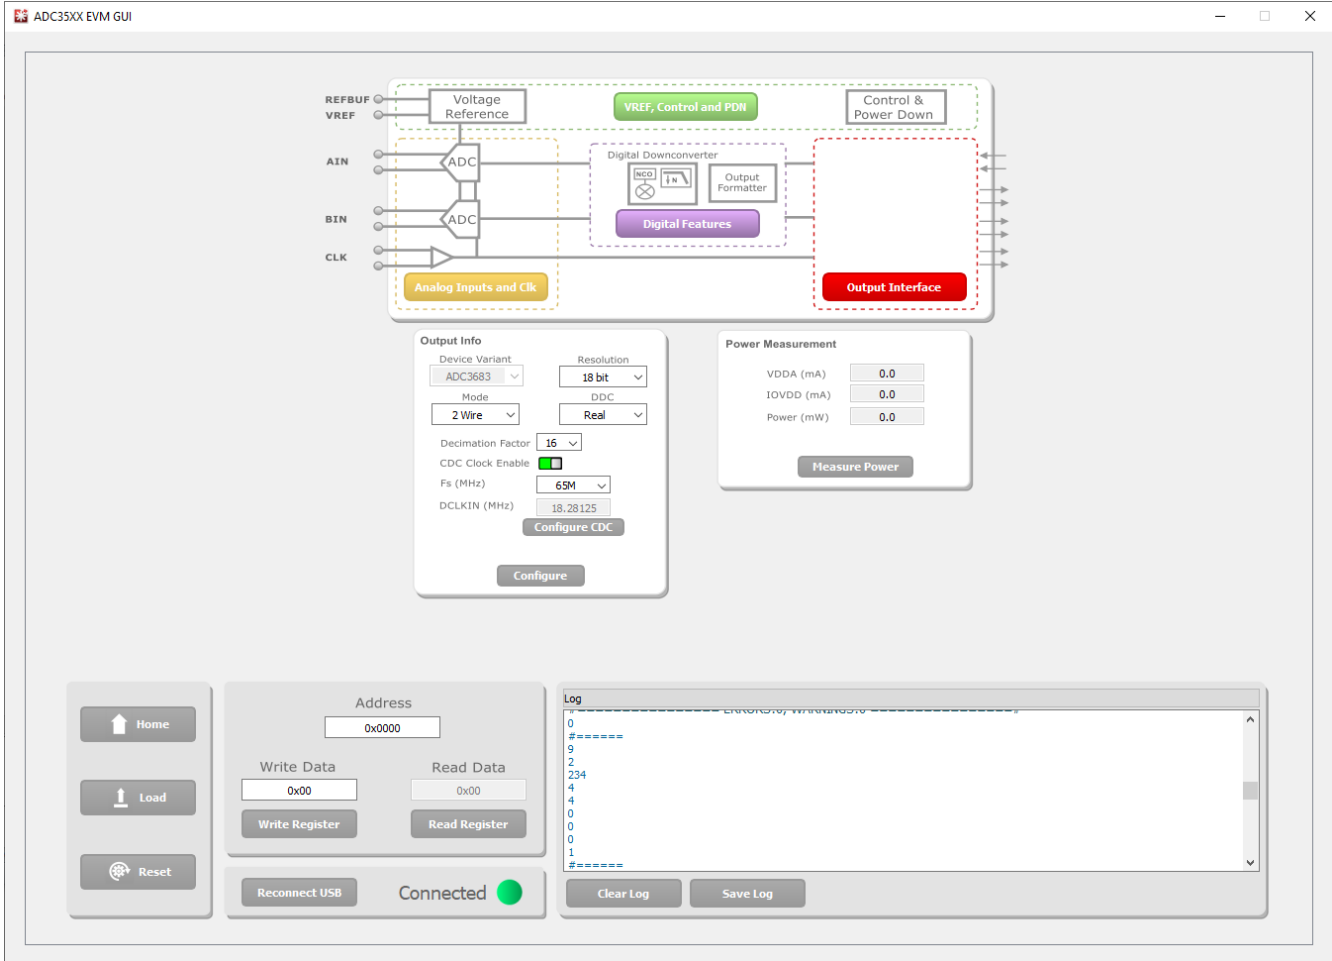 ADC35XX EVM GUI
REFBUF
VREF
Voltage
Reference
VREF, Control and PDN
Control &
Power Down
AIN
ADC
Digital Downconverter
NCO
N
Output
Formatter
BIN
ADC
Digital Features
CLK
Analog Inputs and Clk
Output Interface
Output Info
Device Variant
Resolution
ADC3683
18 bit
Mode
DDC
2 Wire
Real
Decimation Factor
16
CDC Clock Enable
Fs (MHz)
65M
DCLKIN (MHz)
18.28125
Configure CDC
Configure
Power Measurement
VDDA (mA)
0.0
IOVDD (mA)
0.0
Power (mW)
0.0
Measure Power
Home
Load
Reset
Address
0x0000
Write Data
Read Data
0x00
0x00
Write Register
Read Register
Reconnect USB
Connected
Log
#================ ERRORS:0, WARNINGS:0 ================#
0
#======
9
2
234
4
4
0
0
0
1
#======
Clear Log
Save Log